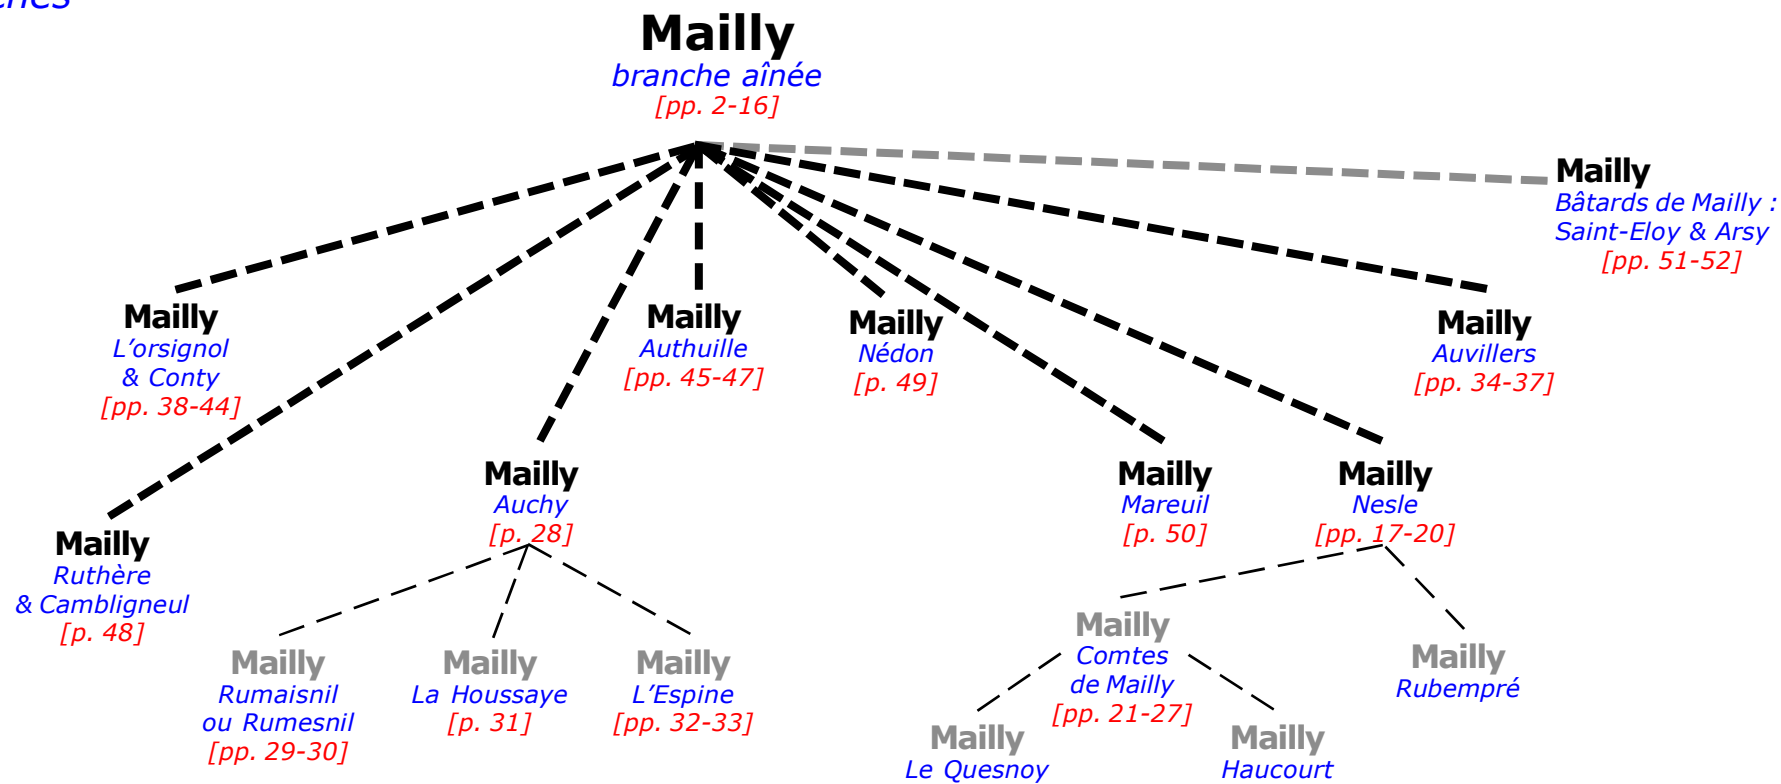 Mailly
branche aînée
[pp. 2-16]
Mailly
Bâtards de Mailly :
Saint-Eloy & Arsy
[pp. 51-52]
Mailly
L'orsignol
& Conty
[pp. 38-44]
Mailly
Authuille
[pp. 45-47]
Mailly
Nédon
[p. 49]
Mailly
Auvillers
[pp. 34-37]
Mailly
Ruthère
& Cambligneul
[p. 48]
Mailly
Auchy
[p. 28]
Mailly
Mareuil
[p. 50]
Mailly
Nesle
[pp. 17-20]
Mailly
Rumaisnil
ou Rumesnil
[pp. 29-30]
Mailly
La Houssaye
[p. 31]
Mailly
L'Espine
[pp. 32-33]
Mailly
Comtes
de Mailly
[pp. 21-27]
Mailly
Rubempré
Mailly
Le Quesnoy
Mailly
Haucourt